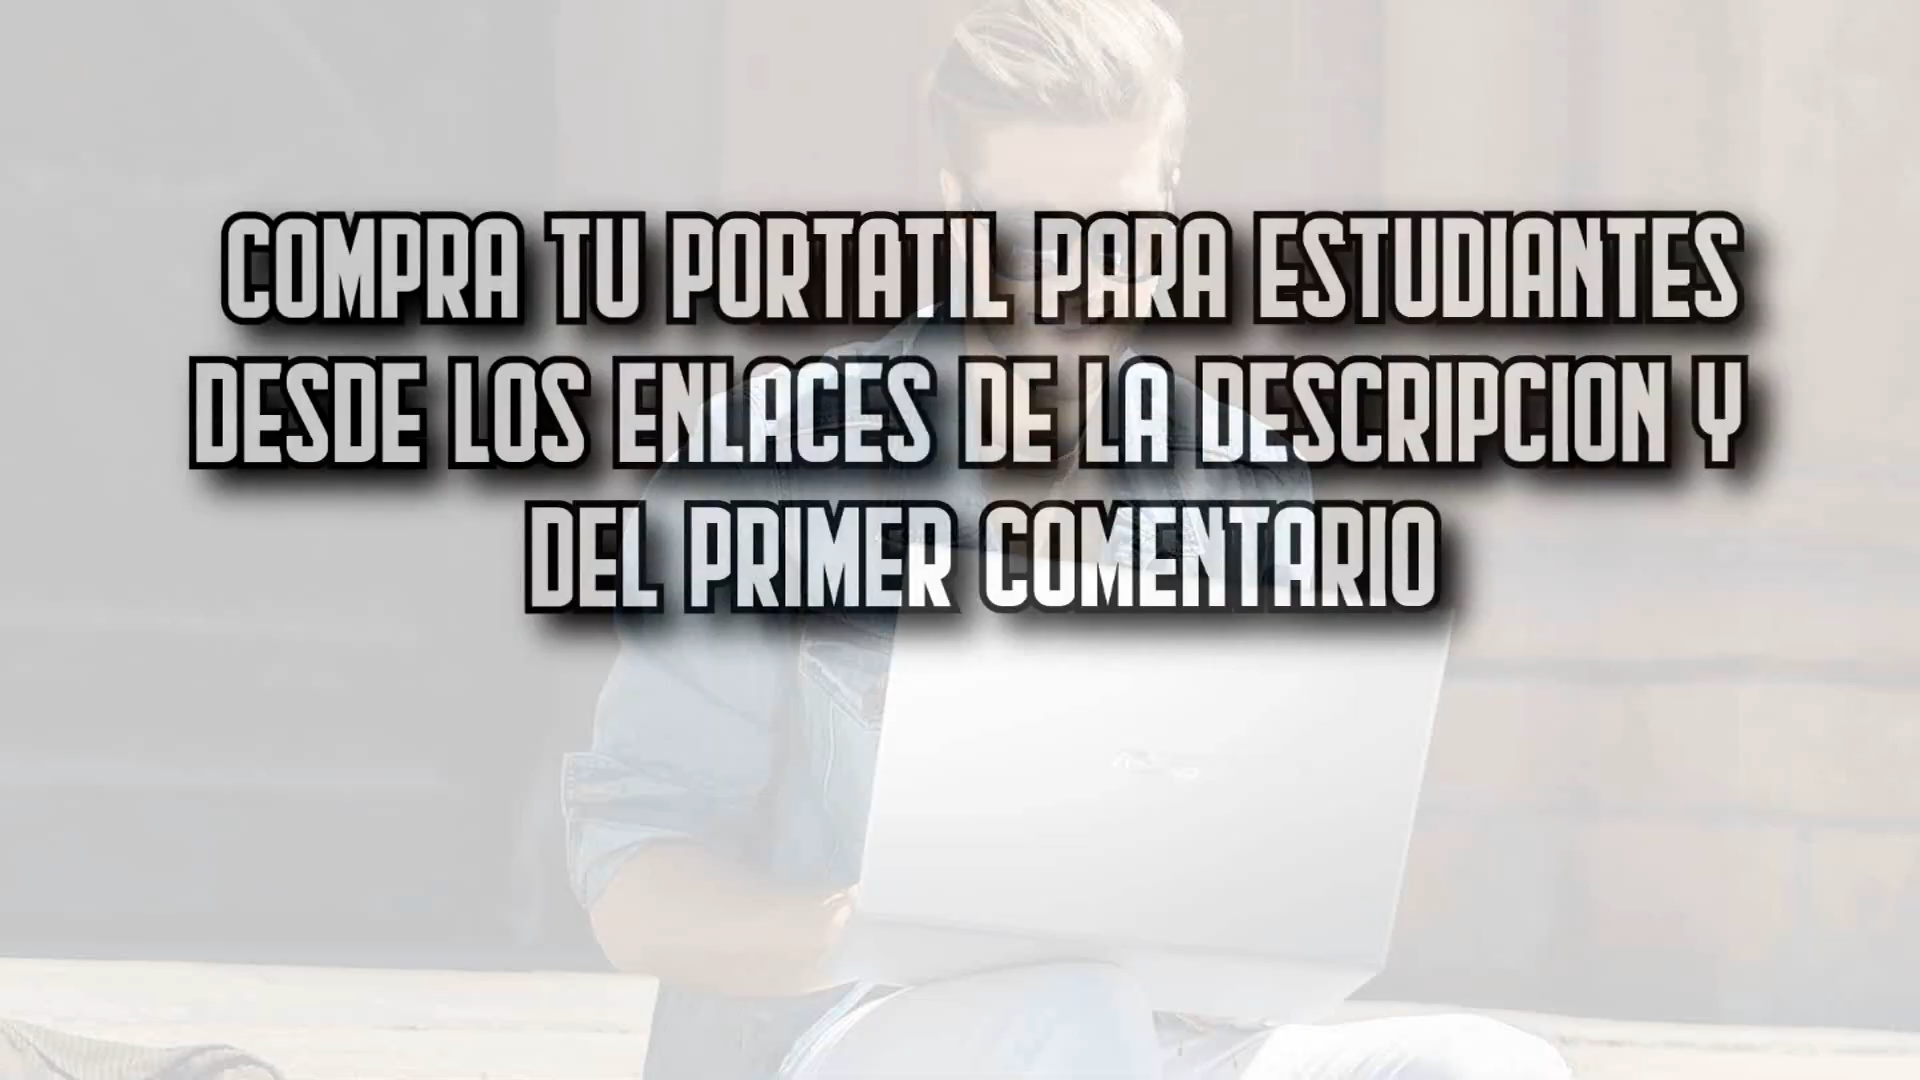 COMPRA TU PORTATIL PARA ESTUDIANTES
DESDE LOS ENLACES DE LA DESCRIPCION Y
DEL PRIMER COMENTARIO